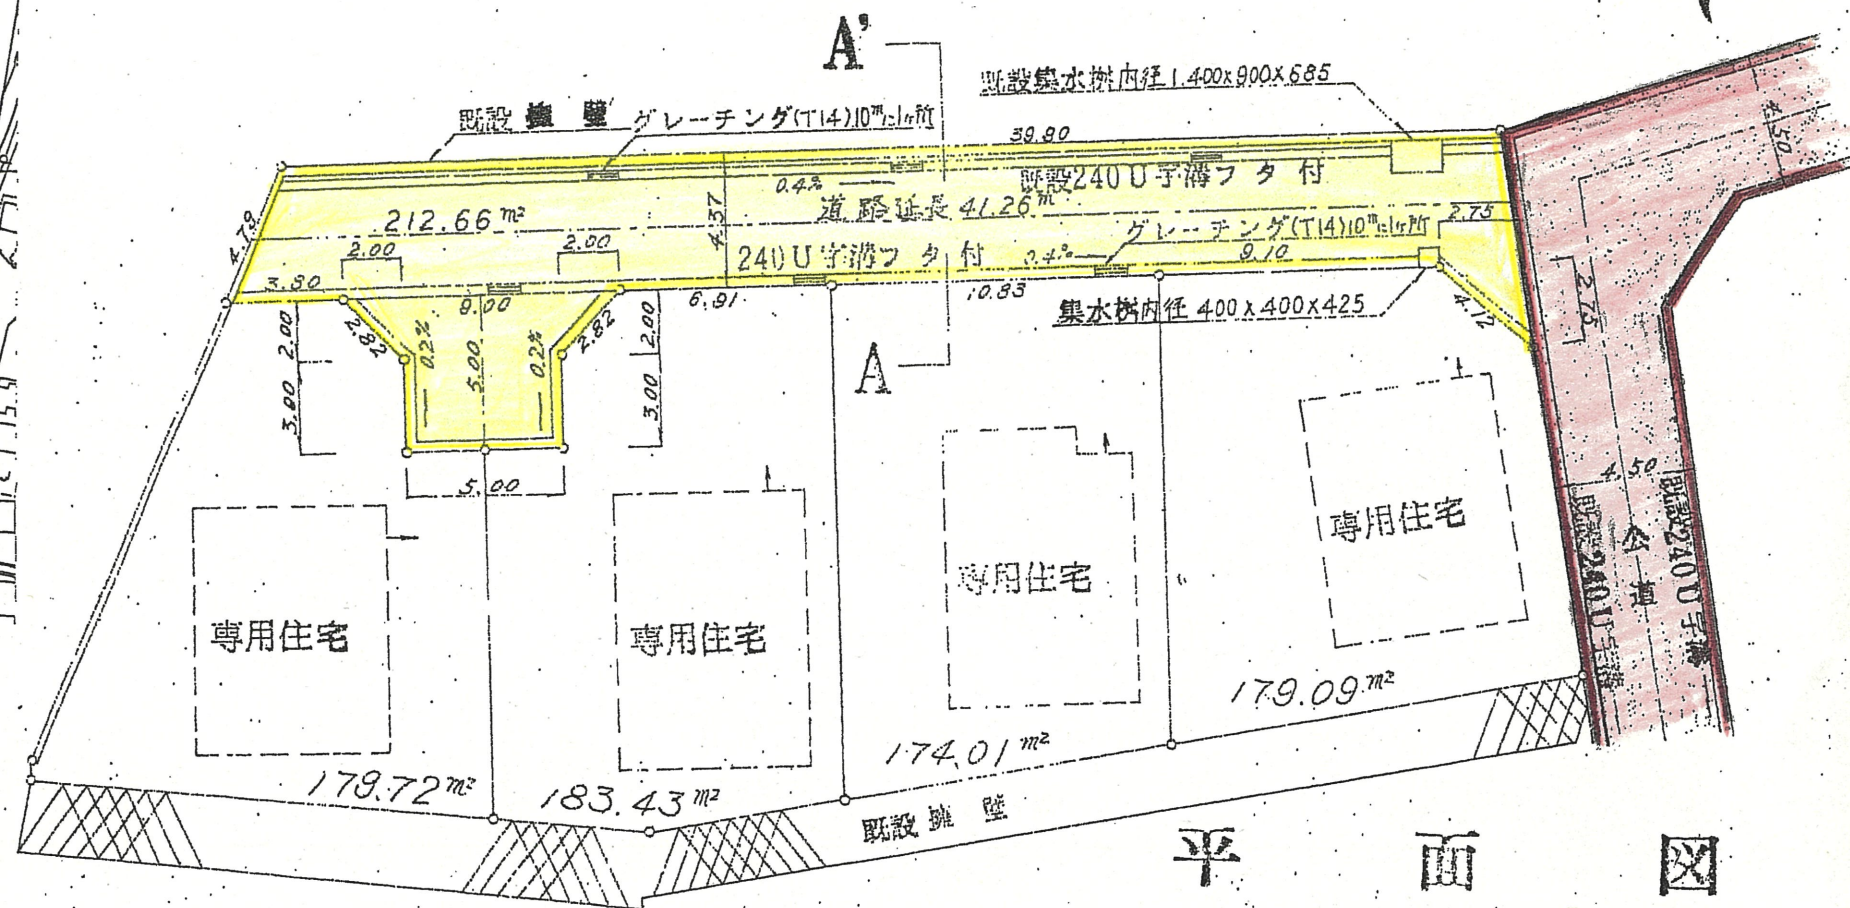 A'
既設集水桝内径1.400x900x685
既設 擁 壁
グレーチング(T14)10m に1ヶ所
39.80
4.50
0.4%
既設240U字溝フタ付
212.66m²
4.57
道路延長41.26m
2.75
グレーチング(T14)10mに1ヶ所
4.79
2.00
2.00
240U字溝フタ付
0.4%
9.10
3.80
8.00
6.91
10.83
集水桝内径 400x400x425
4.12
2.75
2.00
2.82
0.2%
5.00
0.2%
2.82
2.00
A
3.00
3.00
5.00
4.50
専用住宅
専用住宅
専用住宅
専用住宅
既設240U字溝
公道
既設240U字溝
179.72m²
183.43m²
174.01m²
179.09m²
既設擁壁
平面図